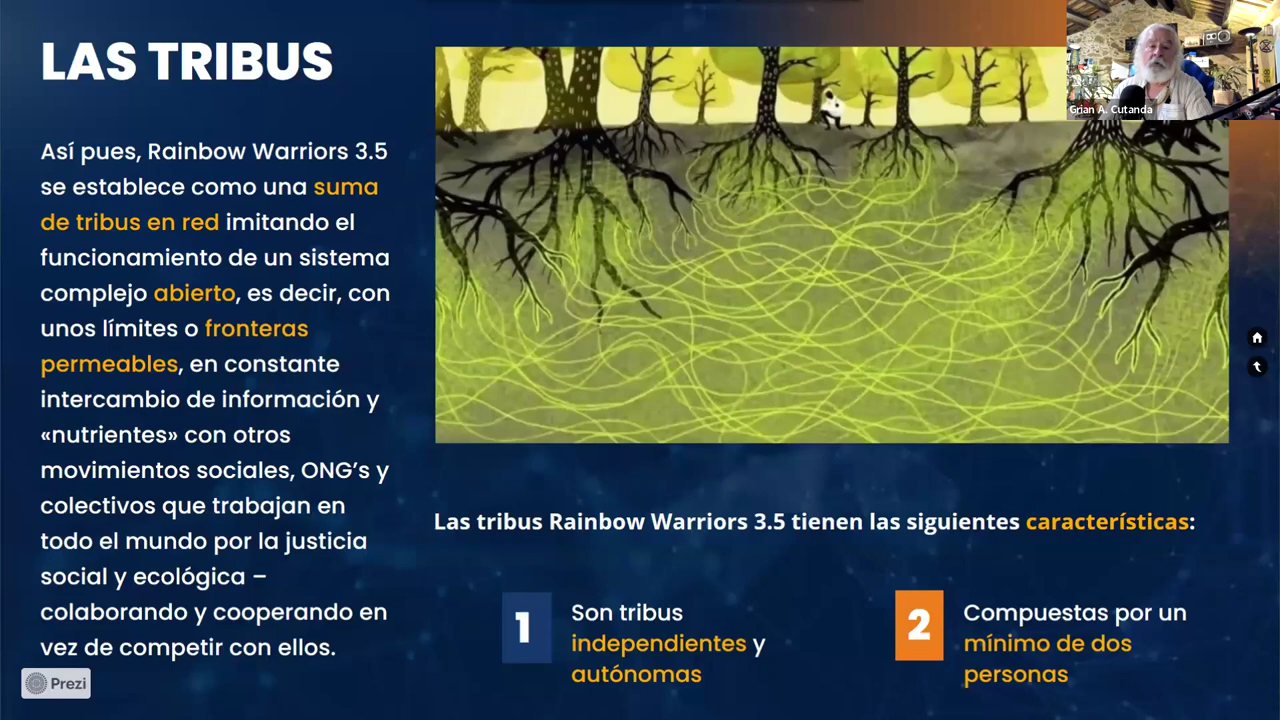 LAS TRIBUS
Así pues, Rainbow Warriors 3.5
se establece como una suma
de tribus en red imitando el
funcionamiento de un sistema
complejo abierto, es decir, con
unos límites o fronteras
permeables, en constante
intercambio de información y
«nutrientes» con otros
movimientos sociales, ONG’s y
colectivos que trabajan en
todo el mundo por la justicia
social y ecológica –
colaborando y cooperando en
vez de competir con ellos.
Prezi
Grian A. Cutanda
Las tribus Rainbow Warriors 3.5 tienen las siguientes características:
1
Son tribus
independientes y
autónomas
2
Compuestas por un
mínimo de dos
personas